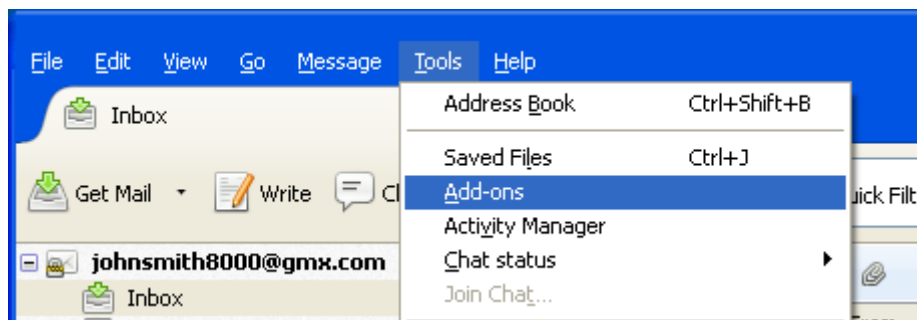 File Edit View Go Message Tools Help
Inbox
Address Book Ctrl+Shift+B
Saved Files Ctrl+J
Get Mail Write
Add-ons
Activity Manager
johnsmith8000@gmx.com
Chat status
Inbox
Join Chat...